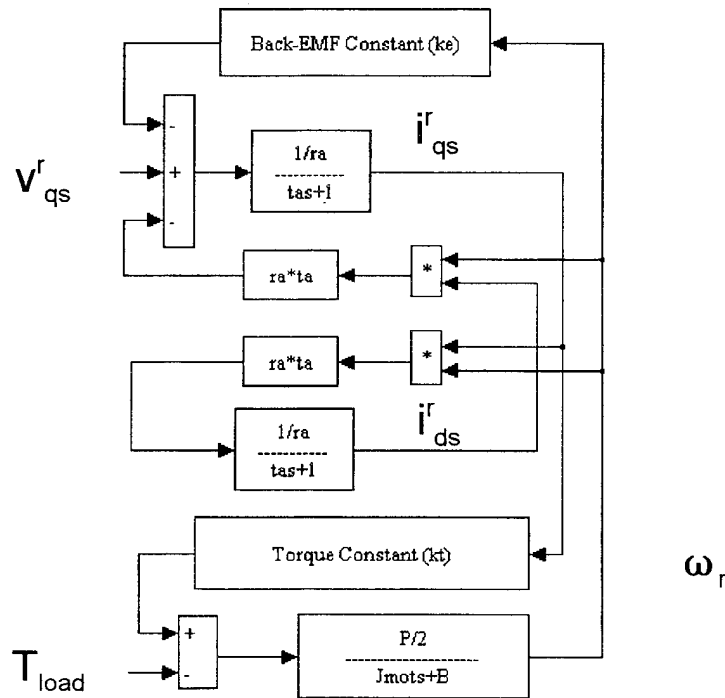 Back-EMF Constant (ke)
-
+
-
v^r_qs
1/ra
tas+1
i^r_qs
ra*ta
*
ra*ta
*
1/ra
tas+1
i^r_ds
Torque Constant (kt)
ω_r
+
-
T_load
P/2
Jmots+B